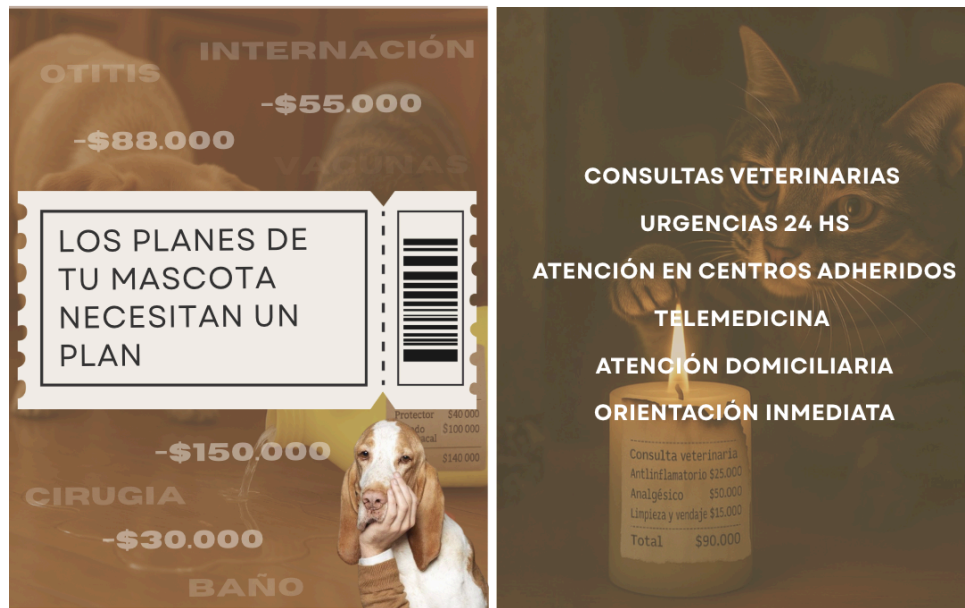 INTERNACIÓN
OTITIS
-$55.000
-$88.000
VACUNAS
LOS PLANES DE
TU MASCOTA
NECESITAN UN
PLAN
Protector $40 000
$100 000
$140 000
-$150.000
CIRUGIA
-$30.000
BAÑO
CONSULTAS VETERINARIAS
URGENCIAS 24 HS
ATENCIÓN EN CENTROS ADHERIDOS
TELEMEDICINA
ATENCIÓN DOMICILIARIA
ORIENTACIÓN INMEDIATA
Consulta veterinaria
Antlinflamatorio $25.000
Analgésico $50.000
Limpieza y vendaje $15.000
Total $90.000